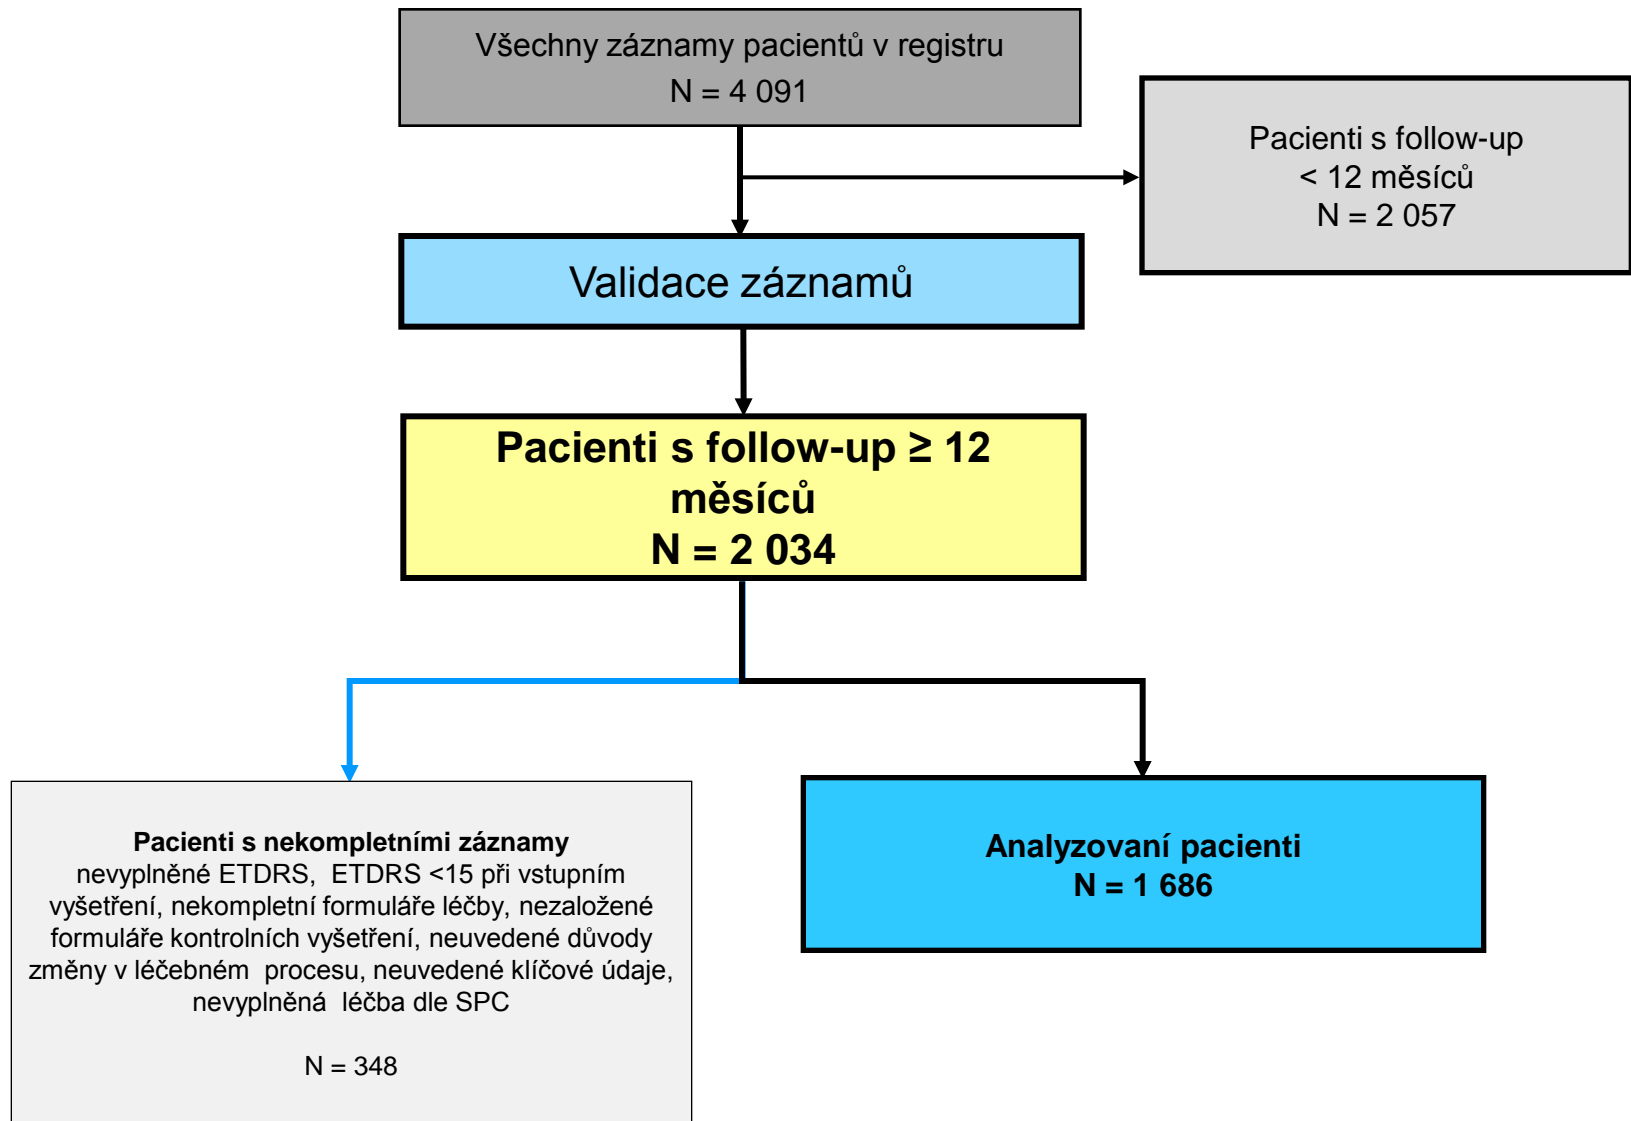 Všechny záznamy pacientů v registru
N = 4 091
Pacienti s follow-up
< 12 měsíců
N = 2 057
Validace záznamů
Pacienti s follow-up ≥ 12
měsíců
N = 2 034
Pacienti s nekompletními záznamy
nevyplněné ETDRS, ETDRS <15 při vstupním
vyšetření, nekompletní formuláře léčby, nezaložené
formuláře kontrolních vyšetření, neuvedené důvody
změny v léčebném procesu, neuvedené klíčové údaje,
nevyplněná léčba dle SPC
N = 348
Analyzovaní pacienti
N = 1 686